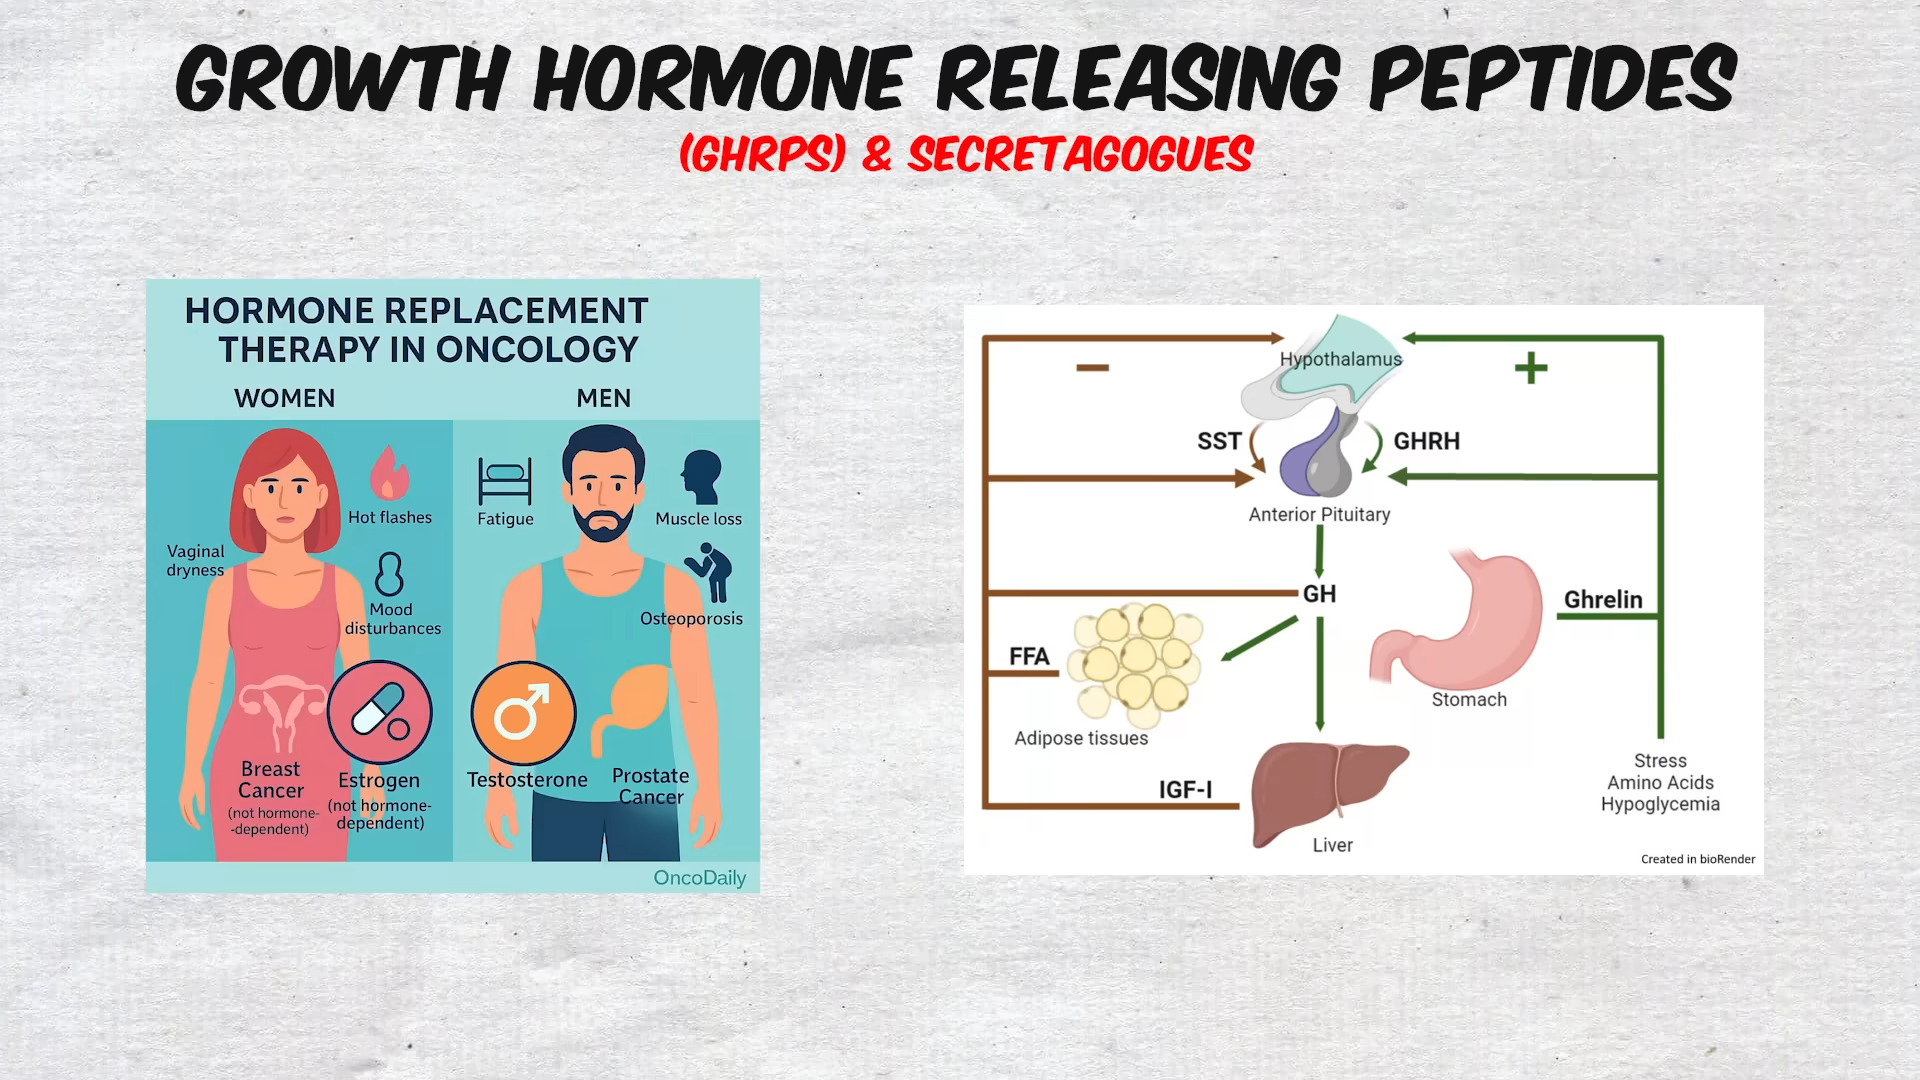 GROWTH HORMONE RELEASING PEPTIDES
(GHRPS) & SECRETAGOGUES
HORMONE REPLACEMENT
THERAPY IN ONCOLOGY
WOMEN
MEN
Hot flashes
Vaginal
dryness
Mood
disturbances
Breast
Cancer
(not hormone-
-dependent)
Estrogen
(not hormone-
dependent)
Fatigue
Muscle loss
Osteoporosis
Testosterone
Prostate
Cancer
OncoDaily
Hypothalamus
−
+
SST
GHRH
Anterior Pituitary
GH
Ghrelin
FFA
Stomach
Adipose tissues
IGF-I
Stress
Amino Acids
Hypoglycemia
Liver
Created in bioRender